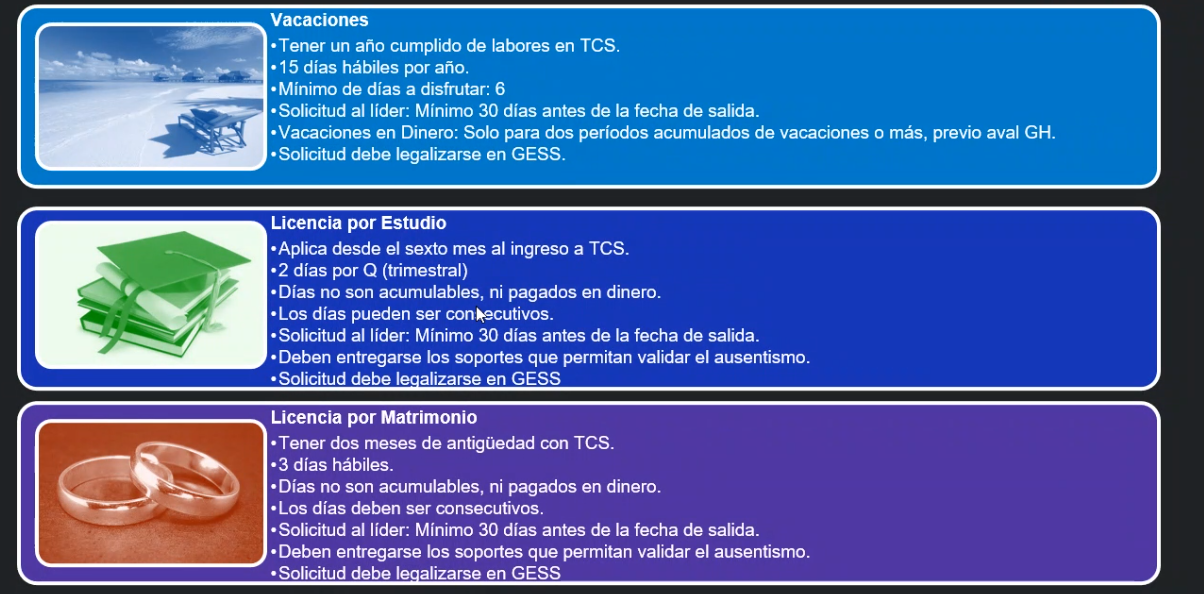 Vacaciones
•Tener un año cumplido de labores en TCS.
•15 días hábiles por año.
•Mínimo de días a disfrutar: 6
•Solicitud al líder: Mínimo 30 días antes de la fecha de salida.
•Vacaciones en Dinero: Solo para dos períodos acumulados de vacaciones o más, previo aval GH.
•Solicitud debe legalizarse en GESS.
Licencia por Estudio
•Aplica desde el sexto mes al ingreso a TCS.
•2 días por Q (trimestral)
•Días no son acumulables, ni pagados en dinero.
•Los días pueden ser consecutivos.
•Solicitud al líder: Mínimo 30 días antes de la fecha de salida.
•Deben entregarse los soportes que permitan validar el ausentismo.
•Solicitud debe legalizarse en GESS
Licencia por Matrimonio
•Tener dos meses de antigüedad con TCS.
•3 días hábiles.
•Días no son acumulables, ni pagados en dinero.
•Los días deben ser consecutivos.
•Solicitud al líder: Mínimo 30 días antes de la fecha de salida.
•Deben entregarse los soportes que permitan validar el ausentismo.
•Solicitud debe legalizarse en GESS